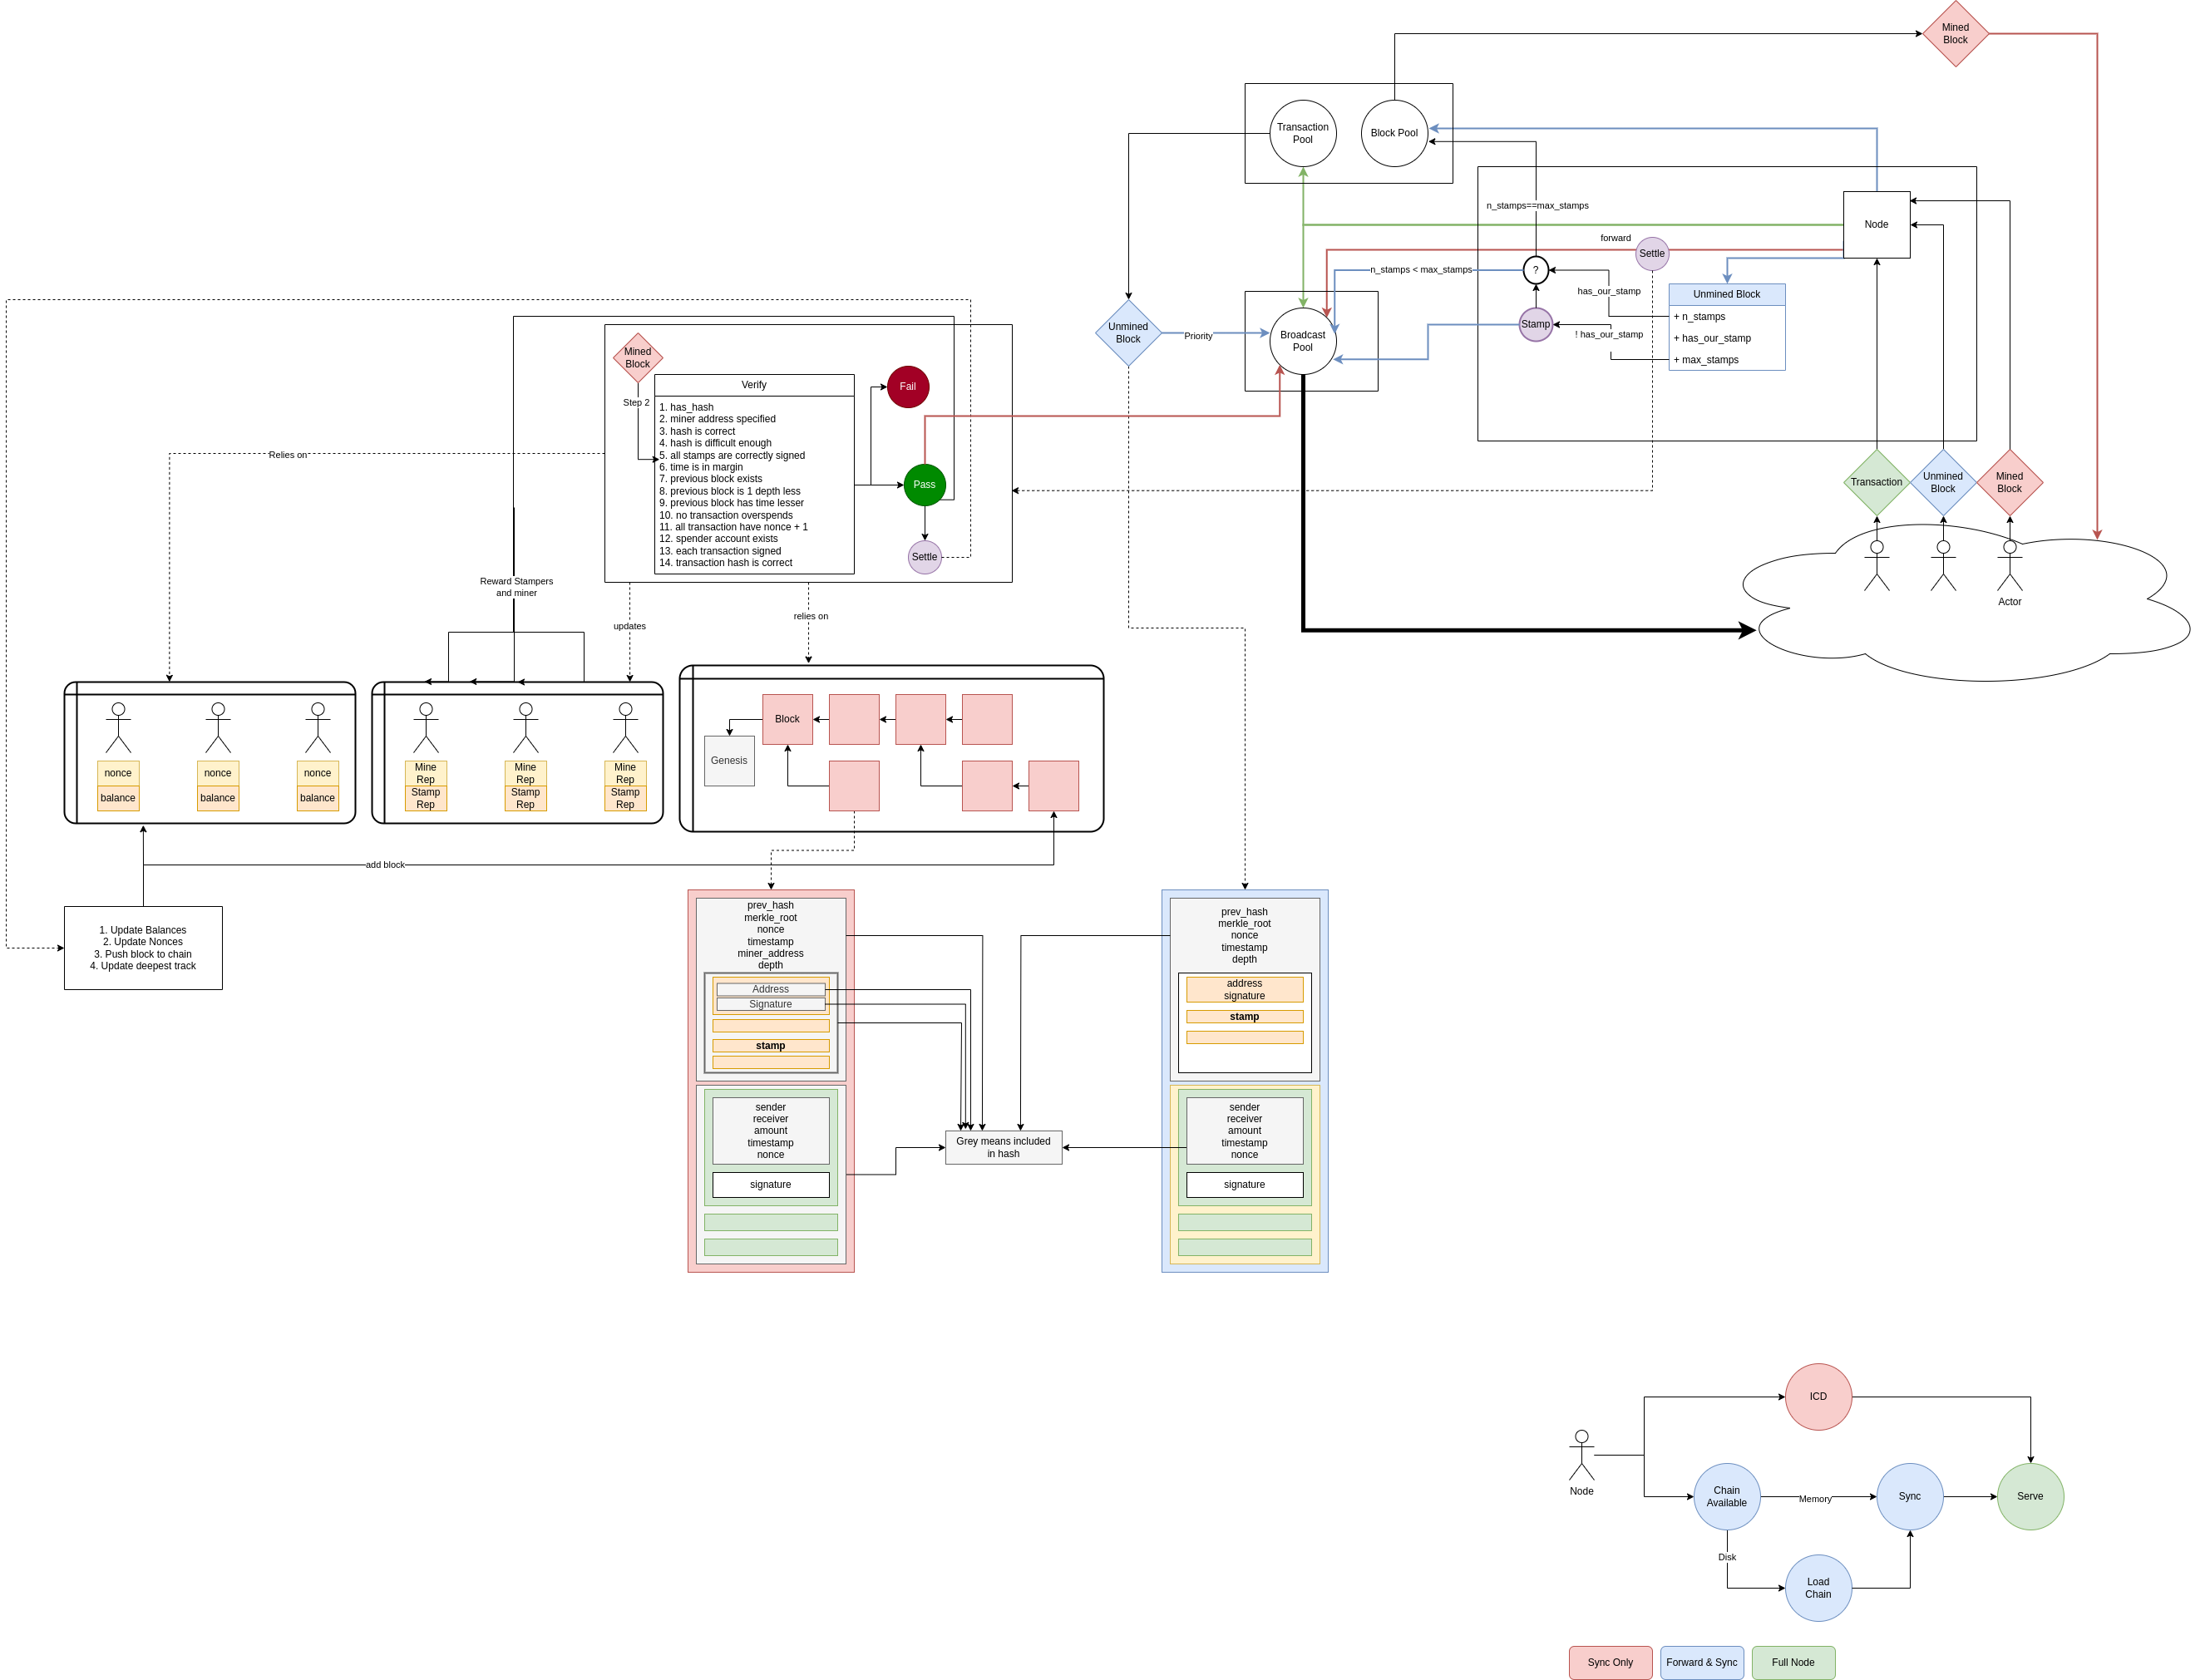 Mined
Block
Transaction
Pool
Block Pool
n_stamps==max_stamps
Node
forward
Settle
n_stamps < max_stamps
?
has_our_stamp
Unmined Block
+ n_stamps
+ has_our_stamp
+ max_stamps
Stamp
! has_our_stamp
Unmined
Block
Priority
Broadcast
Pool
Mined
Block
Step 2
Verify
1. has_hash
2. miner address specified
3. hash is correct
4. hash is difficult enough
5. all stamps are correctly signed
6. time is in margin
7. previous block exists
8. previous block is 1 depth less
9. previous block has time lesser
10. no transaction overspends
11. all transaction have nonce + 1
12. spender account exists
13. each transaction signed
14. transaction hash is correct
Fail
Pass
Settle
Relies on
Transaction
Unmined
Block
Mined
Block
Actor
Reward Stampers
and miner
updates
relies on
nonce
balance
nonce
balance
nonce
balance
Mine
Rep
Stamp
Rep
Mine
Rep
Stamp
Rep
Mine
Rep
Stamp
Rep
Block
Genesis
add block
1. Update Balances
2. Update Nonces
3. Push block to chain
4. Update deepest track
prev_hash
merkle_root
nonce
timestamp
miner_address
depth
Address
Signature
stamp
sender
receiver
amount
timestamp
nonce
signature
Grey means included
in hash
prev_hash
merkle_root
nonce
timestamp
depth
address
signature
stamp
sender
receiver
amount
timestamp
nonce
signature
ICD
Node
Chain
Available
Memory
Sync
Serve
Disk
Load
Chain
Sync Only
Forward & Sync
Full Node